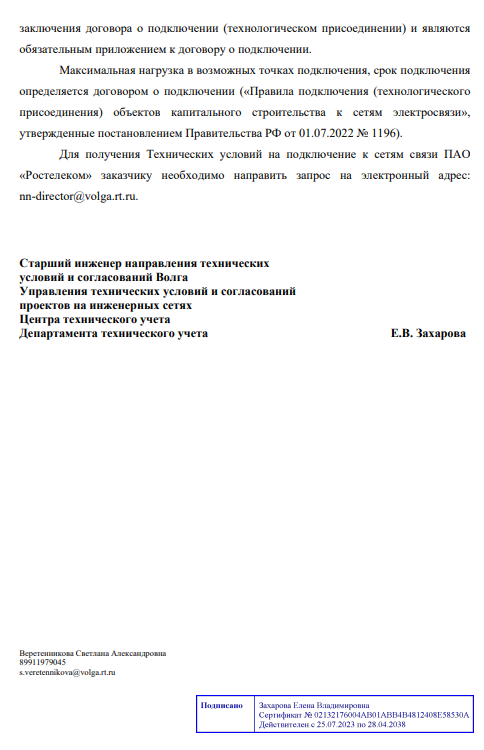 заключения договора о подключении (технологическом присоединении) и являются
обязательным приложением к договору о подключении.
Максимальная нагрузка в возможных точках подключения, срок подключения
определяется договором о подключении («Правила подключения (технологического
присоединения) объектов капитального строительства к сетям электросвязи»,
утвержденные постановлением Правительства РФ от 01.07.2022 № 1196).
Для получения Технических условий на подключение к сетям связи ПАО
«Ростелеком» заказчику необходимо направить запрос на электронный адрес:
nn-director@volga.rt.ru.
Старший инженер направления технических
условий и согласований Волга
Управления технических условий и согласований
проектов на инженерных сетях
Центра технического учета
Департамента технического учета Е.В. Захарова
Веретенникова Светлана Александровна
89911979045
s.veretennikova@volga.rt.ru
Подписано Захарова Елена Владимировна
Сертификат № 02132176004AB01ABB4B4812408E58530A
Действителен с 25.07.2023 по 28.04.2038